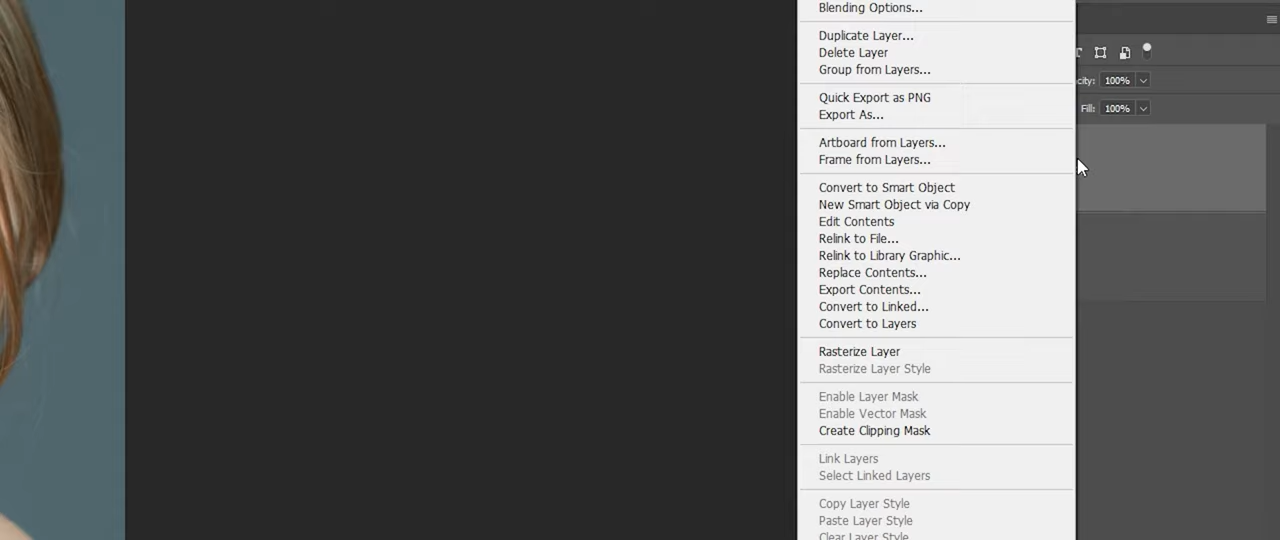 Blending Options...
Duplicate Layer...
Delete Layer
Group from Layers...
Quick Export as PNG
city: 100%
Export As...
Fill: 100%
Artboard from Layers...
Frame from Layers...
Convert to Smart Object
New Smart Object via Copy
Edit Contents
Relink to File...
Relink to Library Graphic...
Replace Contents...
Export Contents...
Convert to Linked...
Convert to Layers
Rasterize Layer
Rasterize Layer Style
Enable Layer Mask
Enable Vector Mask
Create Clipping Mask
Link Layers
Select Linked Layers
Copy Layer Style
Paste Layer Style
Clear Layer Style